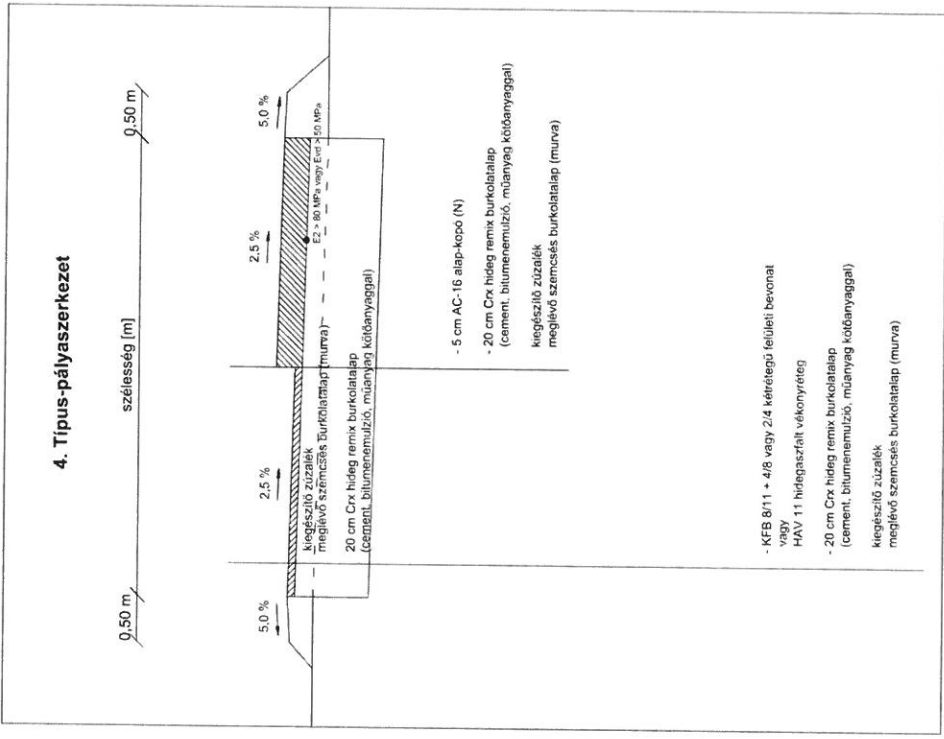 4. Típus-pályaszerkezet
szélesség [m]
0,50 m
0,50 m
5,0 %
2,5 %
2,5 %
5,0 %
E2 > 80 MPa vagy Evd > 50 MPa
kiegészítő zúzalék
meglévő szemcsés burkolatalap (murva)
20 cm Crx hideg remix burkolatalap
(cement, bitumenemulzió, műanyag kötőanyaggal)
- 5 cm AC-16 alap-kopó (N)
- 20 cm Crx hideg remix burkolatalap
(cement, bitumenemulzió, műanyag kötőanyaggal)
kiegészítő zúzalék
meglévő szemcsés burkolatalap (murva)
- KFB 8/11 + 4/8 vagy 2/4 kétrétegű felületi bevonat
vagy
HAV 11 hidegaszfalt vékonyréteg
- 20 cm Crx hideg remix burkolatalap
(cement, bitumenemulzió, műanyag kötőanyaggal)
kiegészítő zúzalék
meglévő szemcsés burkolatalap (murva)